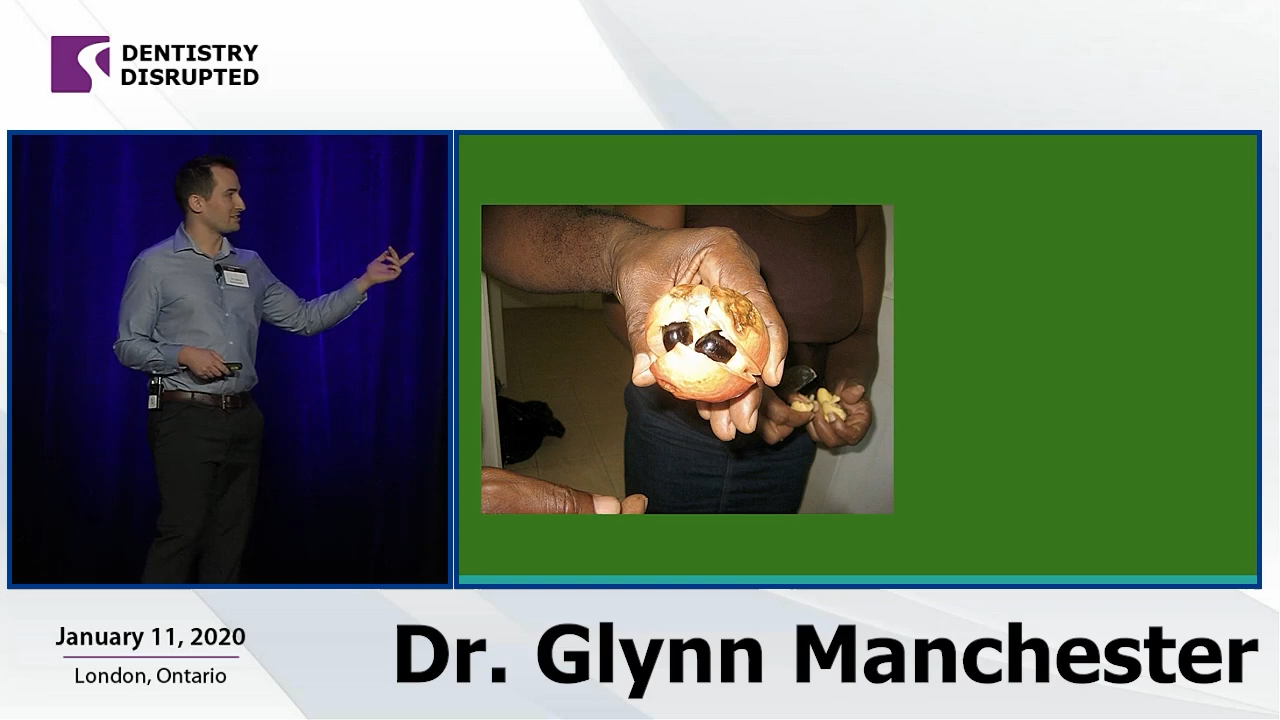 DENTISTRY
DISRUPTED
January 11, 2020
London, Ontario
Dr. Glynn Manchester